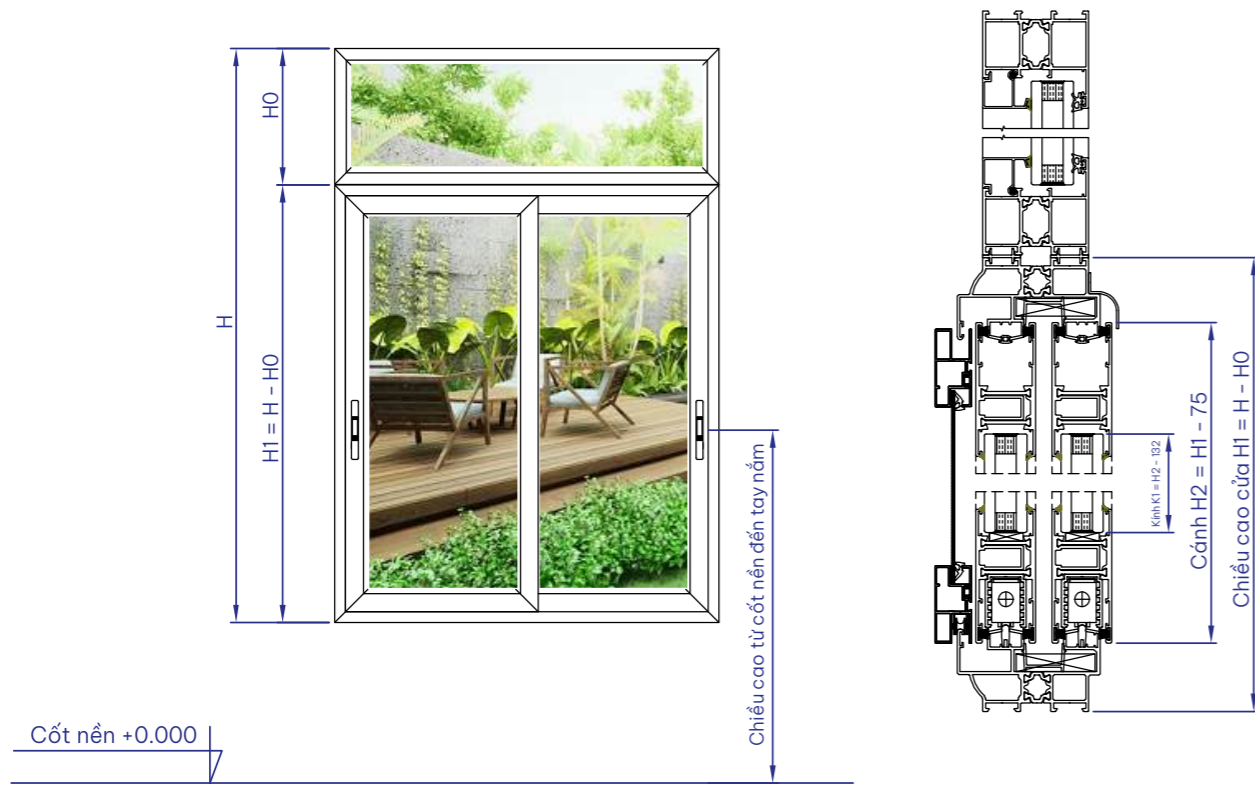 H0
H
H1 = H - H0
Chiều cao từ cốt nền đến tay nắm
Cốt nền +0.000
Kính K1 = H2 - 132
Cánh H2 = H1 - 75
Chiều cao cửa H1 = H - H0